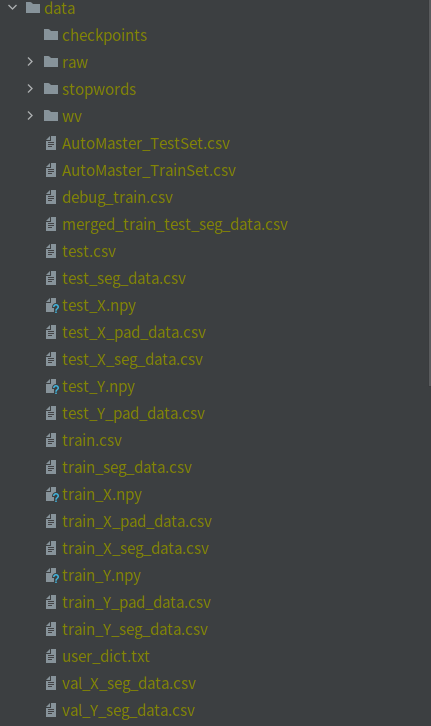 data
checkpoints
raw
stopwords
wv
AutoMaster_TestSet.csv
AutoMaster_TrainSet.csv
debug_train.csv
merged_train_test_seg_data.csv
test.csv
test_seg_data.csv
test_X.npy
test_X_pad_data.csv
test_X_seg_data.csv
test_Y.npy
test_Y_pad_data.csv
train.csv
train_seg_data.csv
train_X.npy
train_X_pad_data.csv
train_X_seg_data.csv
train_Y.npy
train_Y_pad_data.csv
train_Y_seg_data.csv
user_dict.txt
val_X_seg_data.csv
val_Y_seg_data.csv